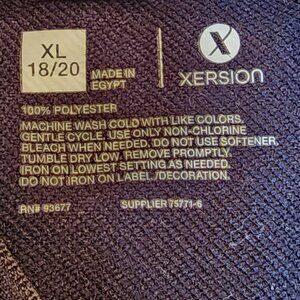 XL
18/20
MADE IN
EGYPT
X
XERSION
100% POLYESTER
MACHINE WASH COLD WITH LIKE COLORS,
GENTLE CYCLE. USE ONLY NON-CHLORINE
BLEACH WHEN NEEDED. DO NOT USE SOFTENER.
TUMBLE DRY LOW. REMOVE PROMPTLY.
IRON ON LOWEST SETTING AS NEEDED.
DO NOT IRON ON LABEL/DECORATION.
RN# 93677
SUPPLIER 75771-6